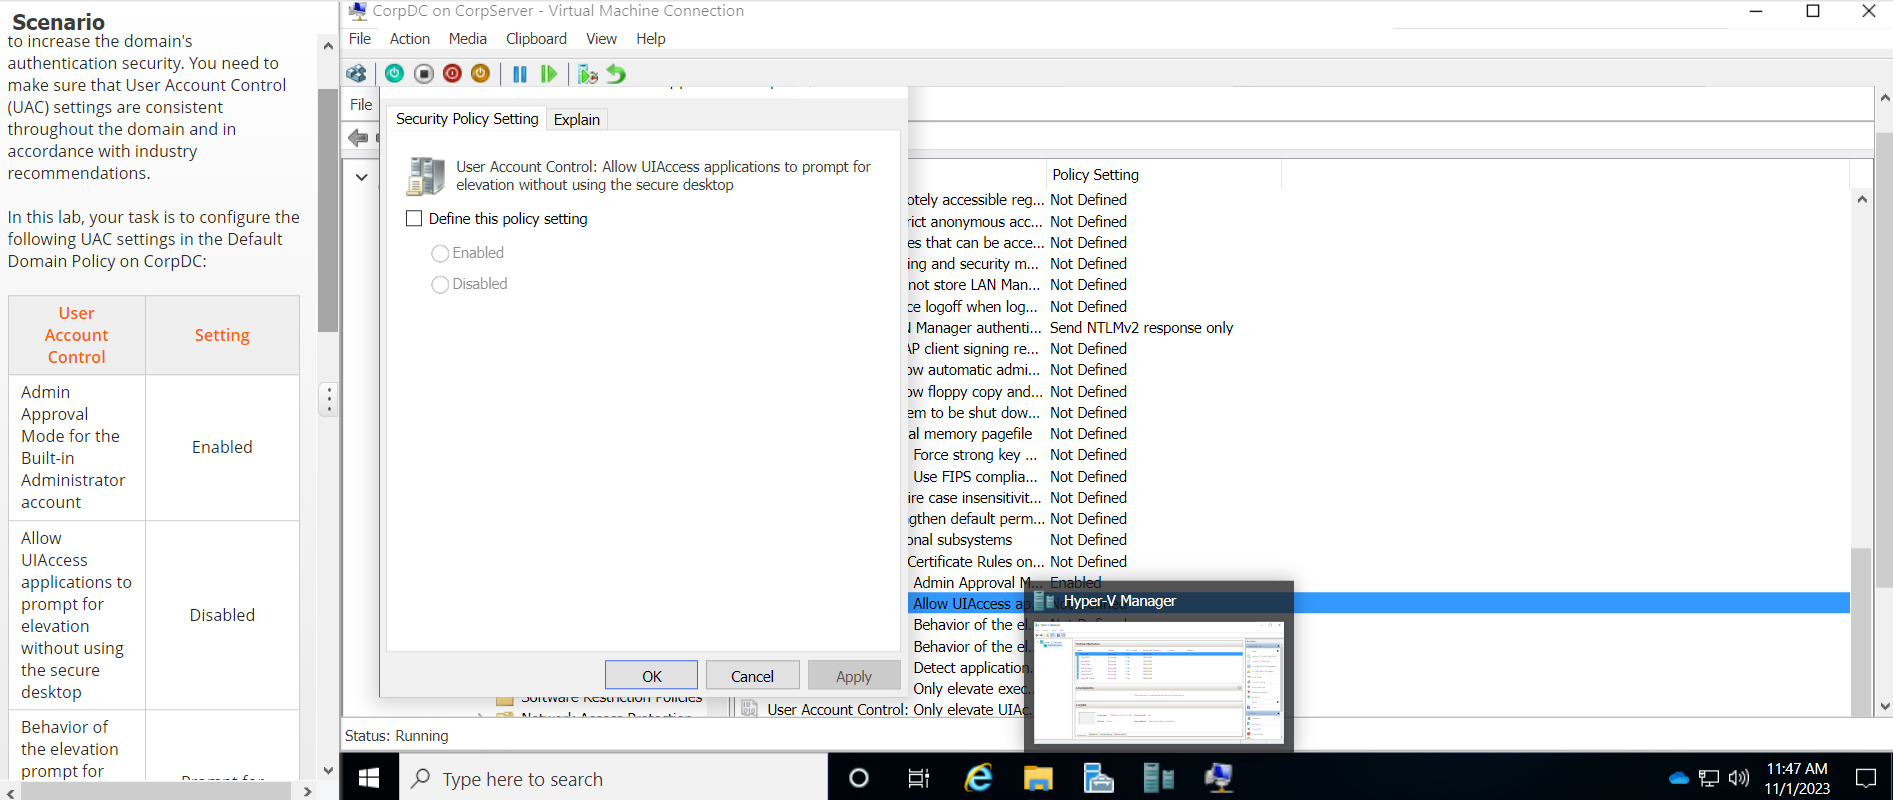 Scenario
to increase the domain's
authentication security. You need to
make sure that User Account Control
(UAC) settings are consistent
throughout the domain and in
accordance with industry
recommendations.
In this lab, your task is to configure the
following UAC settings in the Default
Domain Policy on CorpDC:
User
Account
Control
Setting
Admin
Approval
Mode for the
Built-in
Administrator
account
Enabled
Allow
UIAccess
applications to
prompt for
elevation
without using
the secure
desktop
Disabled
Behavior of
the elevation
prompt for
Prompt for
CorpDC on CorpServer - Virtual Machine Connection
File Action Media Clipboard View Help
File
Security Policy Setting Explain
User Account Control: Allow UIAccess applications to prompt for
elevation without using the secure desktop
Define this policy setting
Enabled
Disabled
OK Cancel Apply
Policy Setting
otely accessible reg... Not Defined
rict anonymous acc... Not Defined
es that can be acce... Not Defined
ing and security m... Not Defined
not store LAN Man... Not Defined
ce logoff when log... Not Defined
N Manager authenti... Send NTLMv2 response only
AP client signing re... Not Defined
ow automatic admi... Not Defined
ow floppy copy and... Not Defined
em to be shut dow... Not Defined
al memory pagefile Not Defined
Force strong key ... Not Defined
Use FIPS complia... Not Defined
ire case insensitivit... Not Defined
gthen default perm... Not Defined
onal subsystems Not Defined
Certificate Rules on... Not Defined
Admin Approval M... Enabled
Allow UIAccess ap
Behavior of the el
Behavior of the el
Detect application
Only elevate exec
User Account Control: Only elevate UIAc
Software Restriction Policies
Network Access Protection
Hyper-V Manager
Status: Running
Type here to search
11:47 AM
11/1/2023